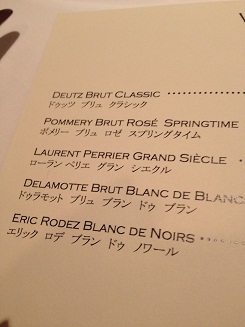 DEUTZ BRUT CLASSIC
ドゥッツ ブリュ クラシック
POMMERY BRUT ROSÉ SPRINGTIME
ポメリー ブリュ ロゼ スプリングタイム
LAURENT PERRIER GRAND SIÈCLE
ローラン ペリエ グラン シエクル
DELAMOTTE BRUT BLANC DE BLANC
ドゥラモット ブリュ ブラン ドゥ ブラン
ERIC RODEZ BLANC DE NOIRS
エリック ロデ ブラン ドゥ ノワール